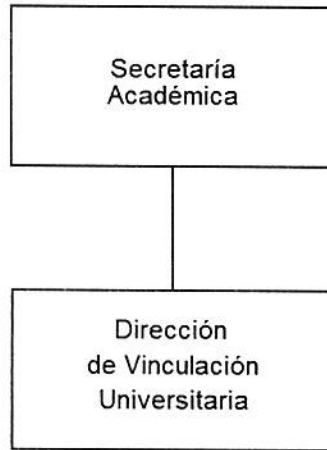 Secretaría
Académica
Dirección
de Vinculación
Universitaria